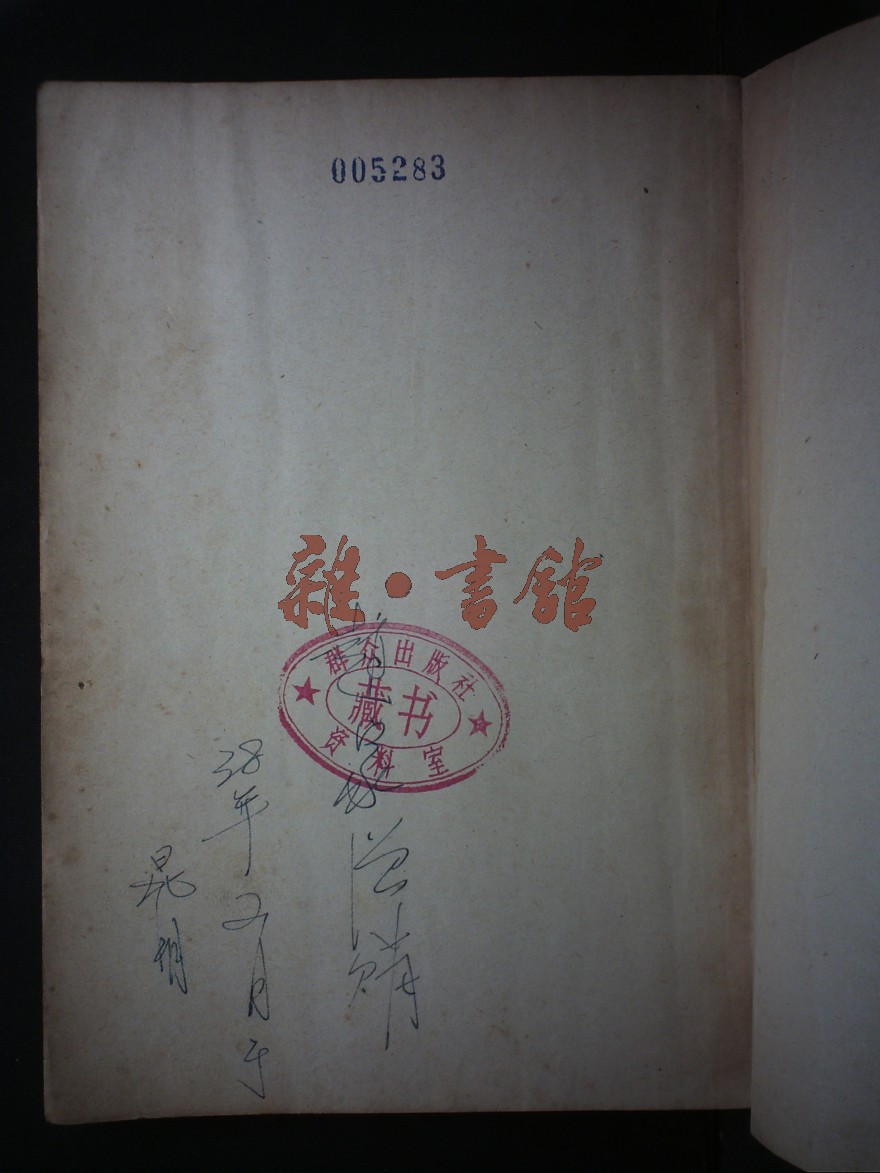 005283
雜·書館
群众出版社
藏书
资料室
38年五月于
昆明